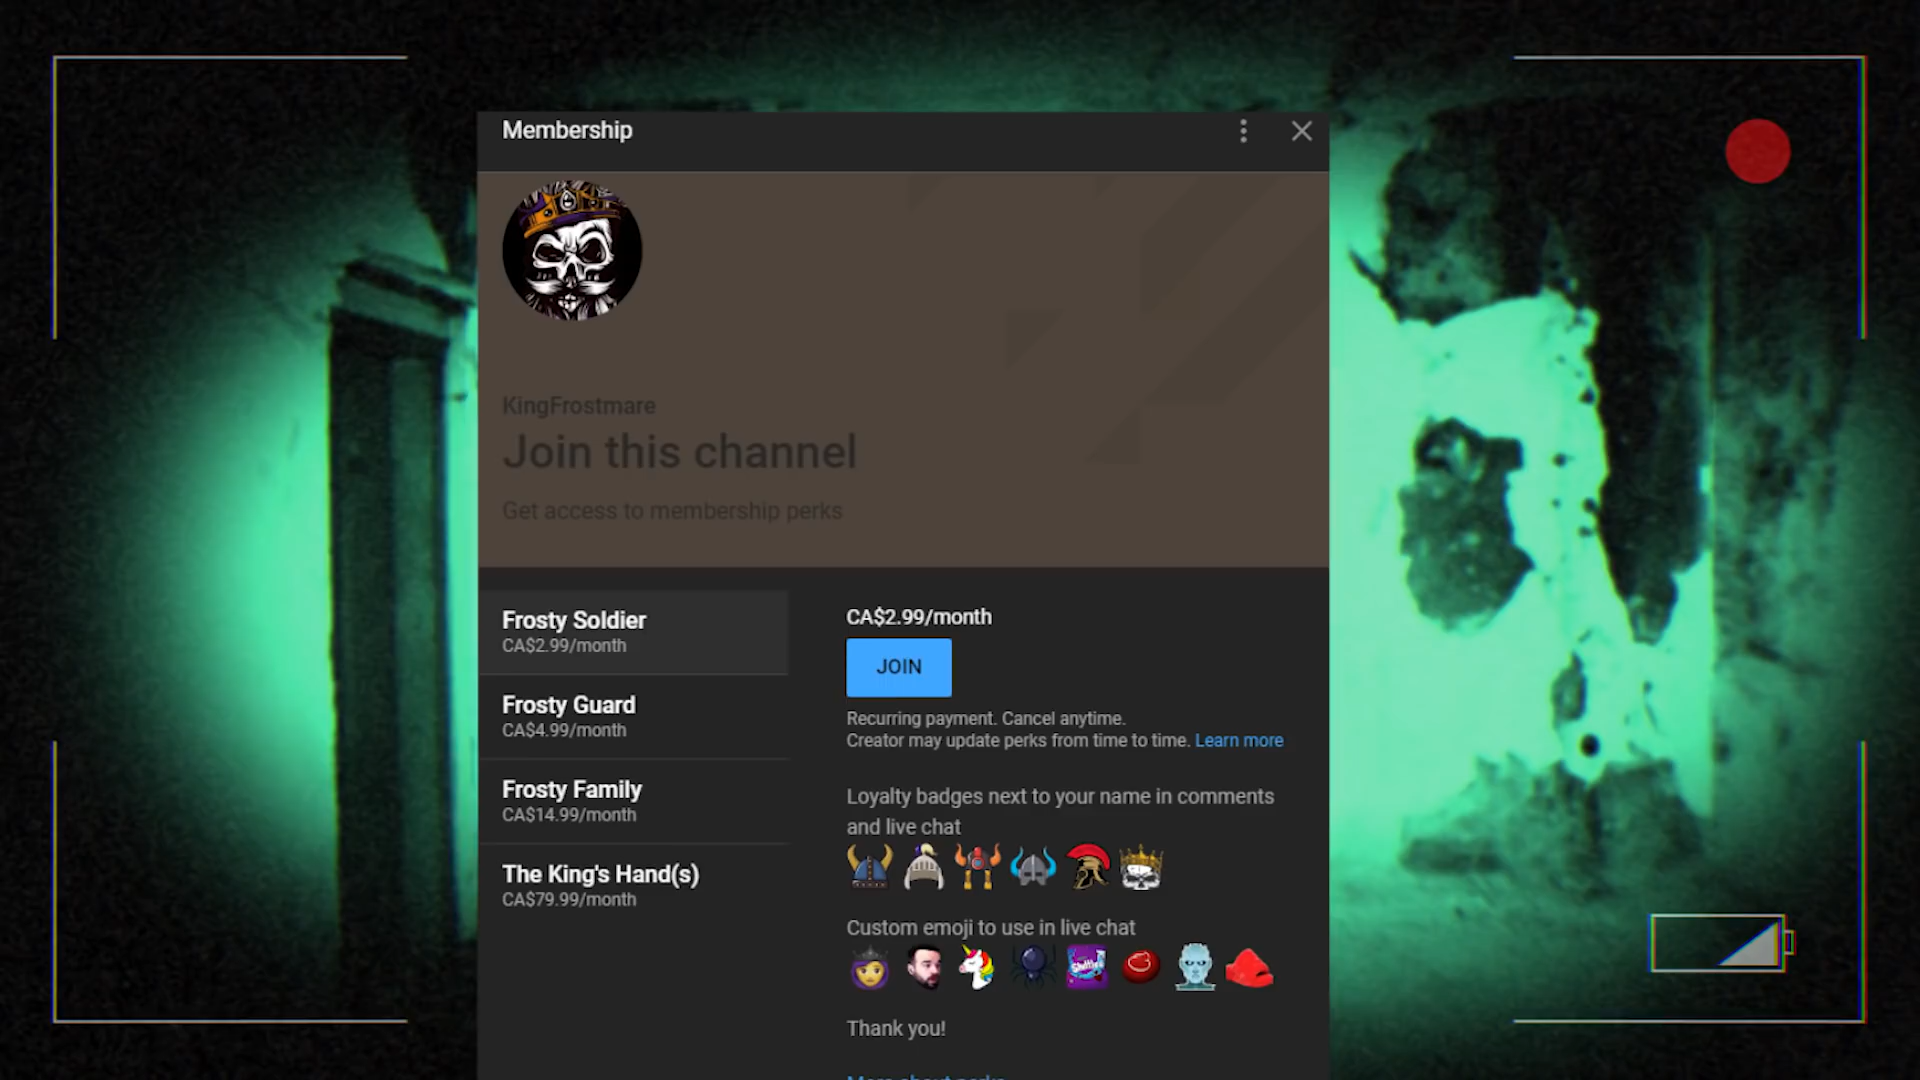 Membership
KingFrostmare
Join this channel
Get access to membership perks
Frosty Soldier
CA$2.99/month
Frosty Guard
CA$4.99/month
Frosty Family
CA$14.99/month
The King's Hand(s)
CA$79.99/month
CA$2.99/month
JOIN
Recurring payment. Cancel anytime.
Creator may update perks from time to time. Learn more
Loyalty badges next to your name in comments
and live chat
Custom emoji to use in live chat
Thank you!
More about perks